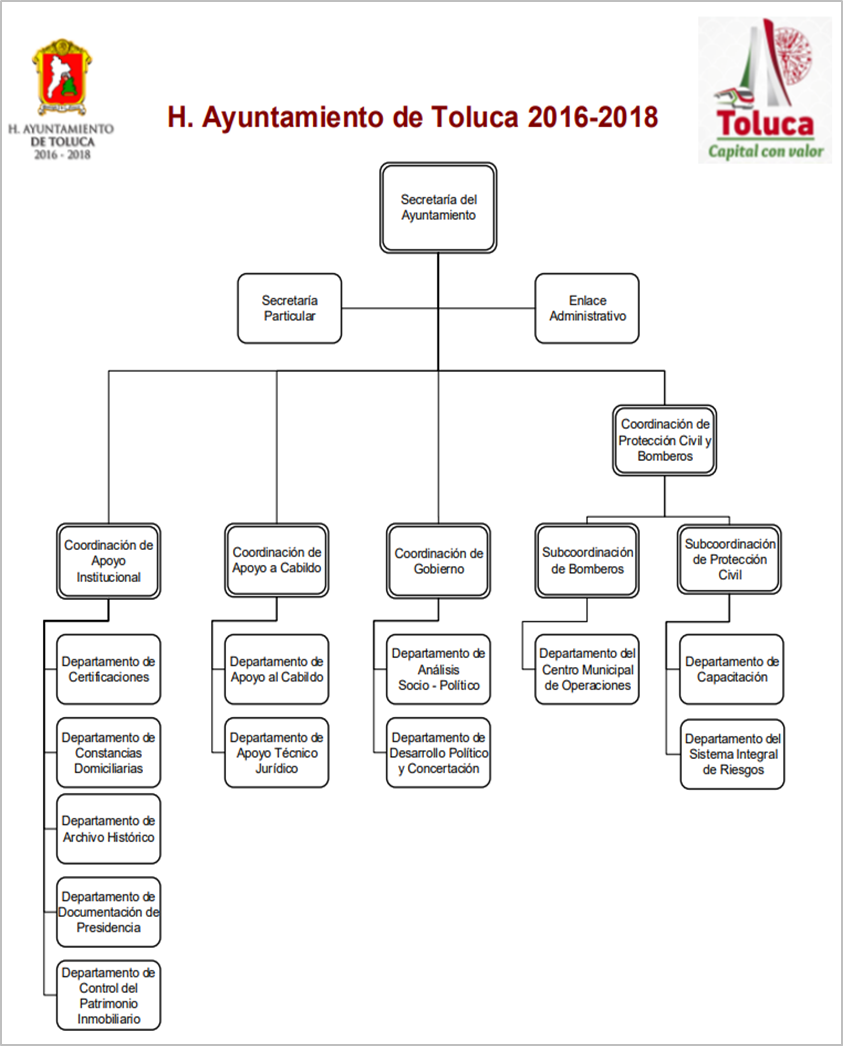 H. AYUNTAMIENTO
DE TOLUCA
2016 - 2018
H. Ayuntamiento de Toluca 2016-2018
Toluca
Capital con valor
Secretaría del
Ayuntamiento
Secretaría
Particular
Enlace
Administrativo
Coordinación de
Protección Civil y
Bomberos
Coordinación de
Apoyo
Institucional
Coordinación de
Apoyo a Cabildo
Coordinación de
Gobierno
Subcoordinación
de Bomberos
Subcoordinación
de Protección
Civil
Departamento de
Certificaciones
Departamento de
Apoyo al Cabildo
Departamento de
Análisis
Socio - Político
Departamento del
Centro Municipal
de Operaciones
Departamento de
Capacitación
Departamento de
Constancias
Domiciliarias
Departamento de
Apoyo Técnico
Jurídico
Departamento de
Desarrollo Político
y Concertación
Departamento del
Sistema Integral
de Riesgos
Departamento de
Archivo Histórico
Departamento de
Documentación de
Presidencia
Departamento de
Control del
Patrimonio
Inmobiliario